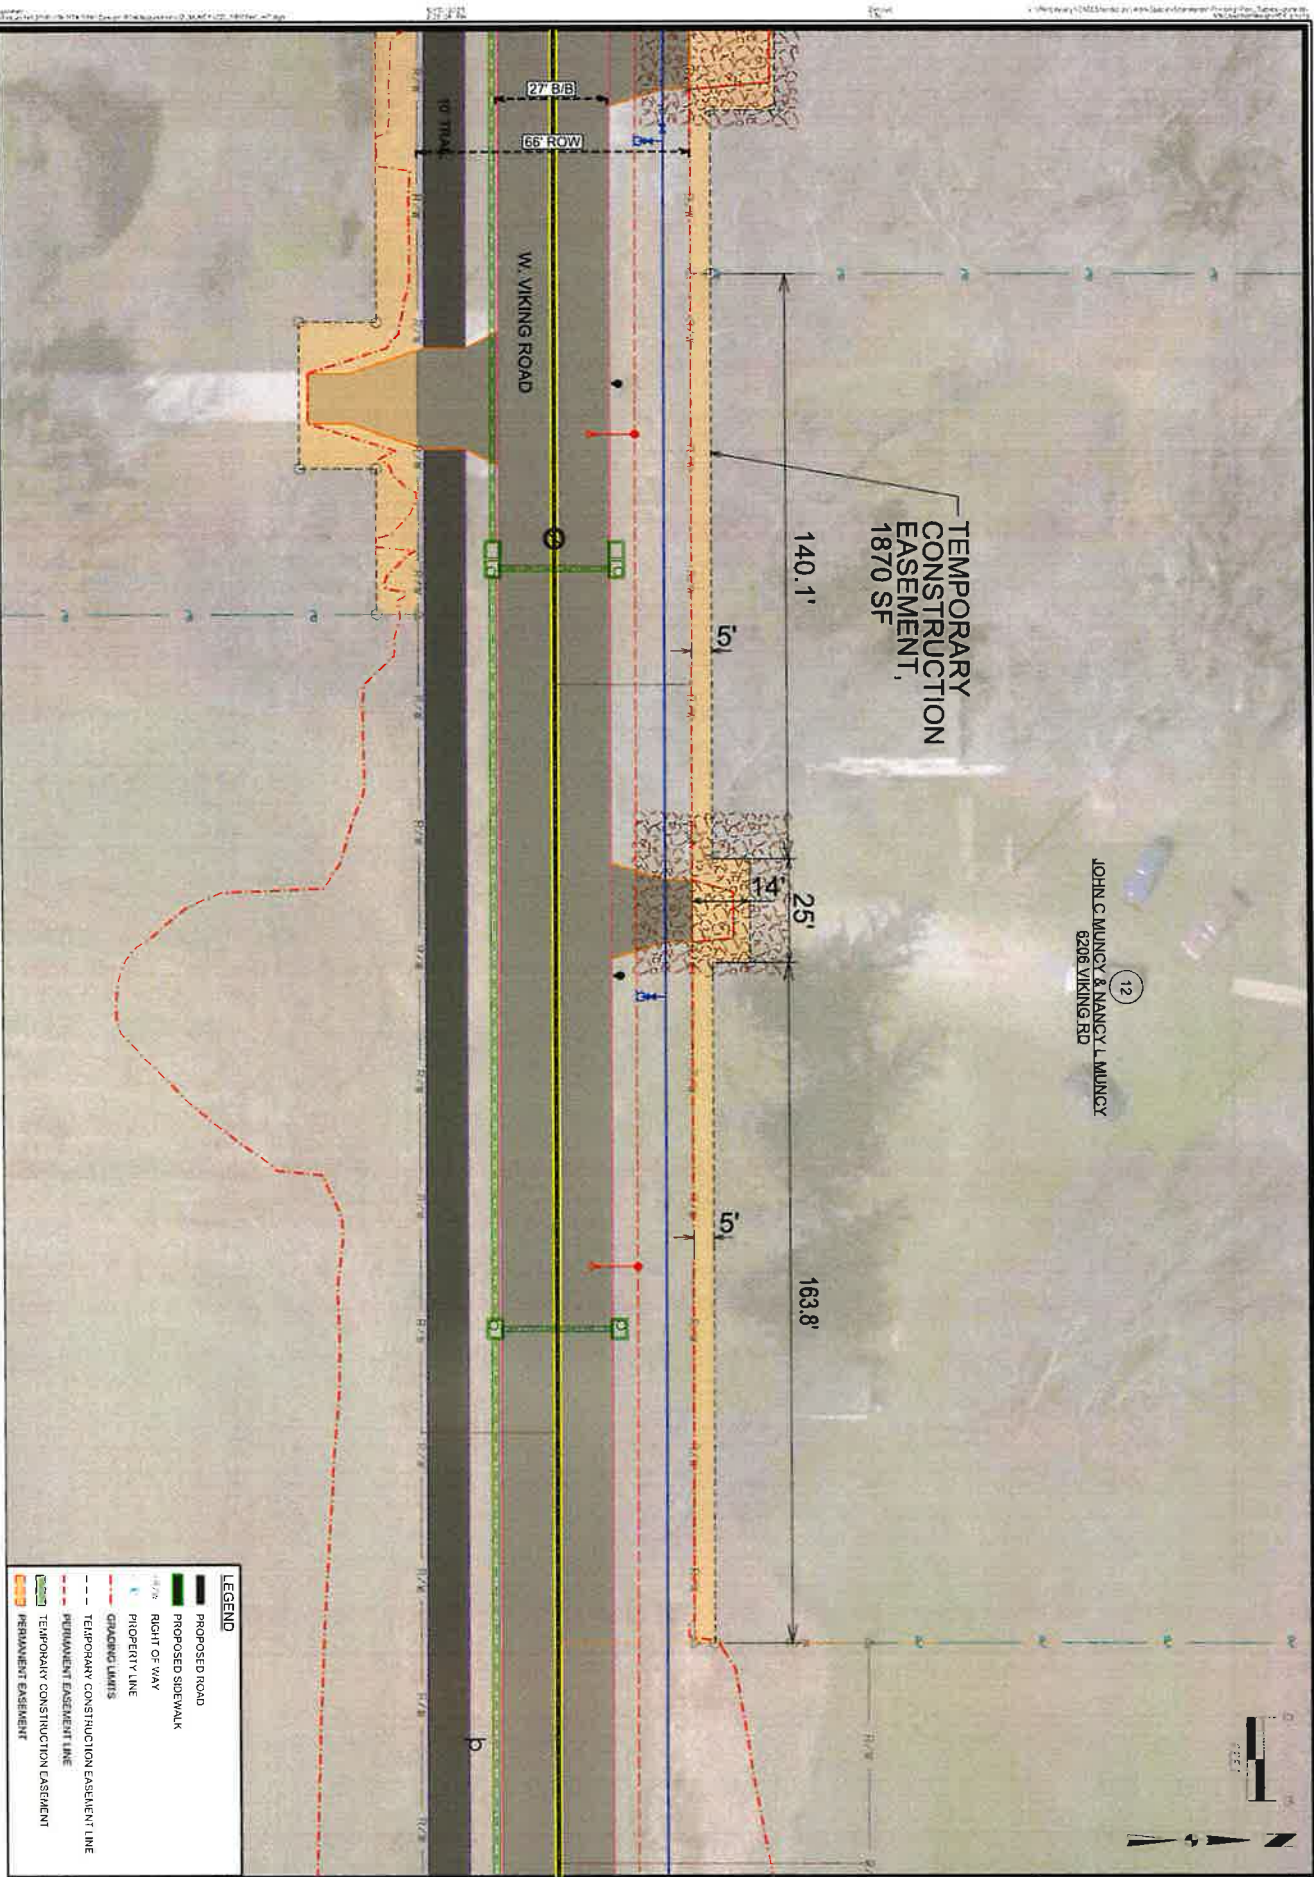 27' B/B
66' ROW
10' TRAIL
W. VIKING ROAD
TEMPORARY
CONSTRUCTION
EASEMENT,
1870 SF
140.1'
5'
14'
25'
5'
163.8'
12
JOHN C MUNCY & NANCY L MUNCY
6206 VIKING RD
LEGEND
PROPOSED ROAD
PROPOSED SIDEWALK
RIGHT OF WAY
PROPERTY LINE
GRADING LIMITS
TEMPORARY CONSTRUCTION EASEMENT LINE
PERMANENT EASEMENT LINE
TEMPORARY CONSTRUCTION EASEMENT
PERMANENT EASEMENT
FEET